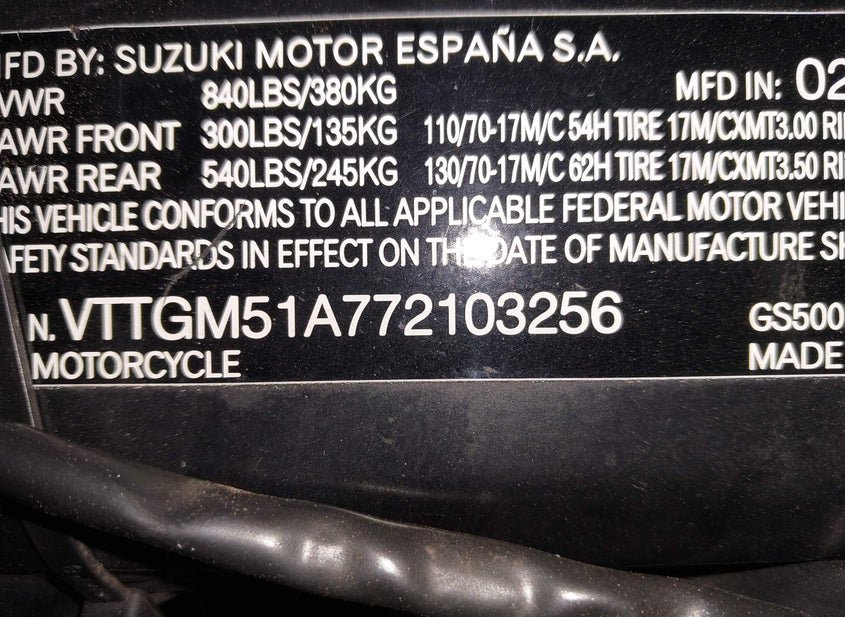 MFD BY: SUZUKI MOTOR ESPAÑA S.A.
VWR 840LBS/380KG MFD IN: 02
AWR FRONT 300LBS/135KG 110/70-17M/C 54H TIRE 17M/CXMT3.00 RI
AWR REAR 540LBS/245KG 130/70-17M/C 62H TIRE 17M/CXMT3.50 RI
HIS VEHICLE CONFORMS TO ALL APPLICABLE FEDERAL MOTOR VEHI
AFETY STANDARDS IN EFFECT ON THE DATE OF MANUFACTURE SH
N. VTTGM51A772103256 GS500
MOTORCYCLE MADE